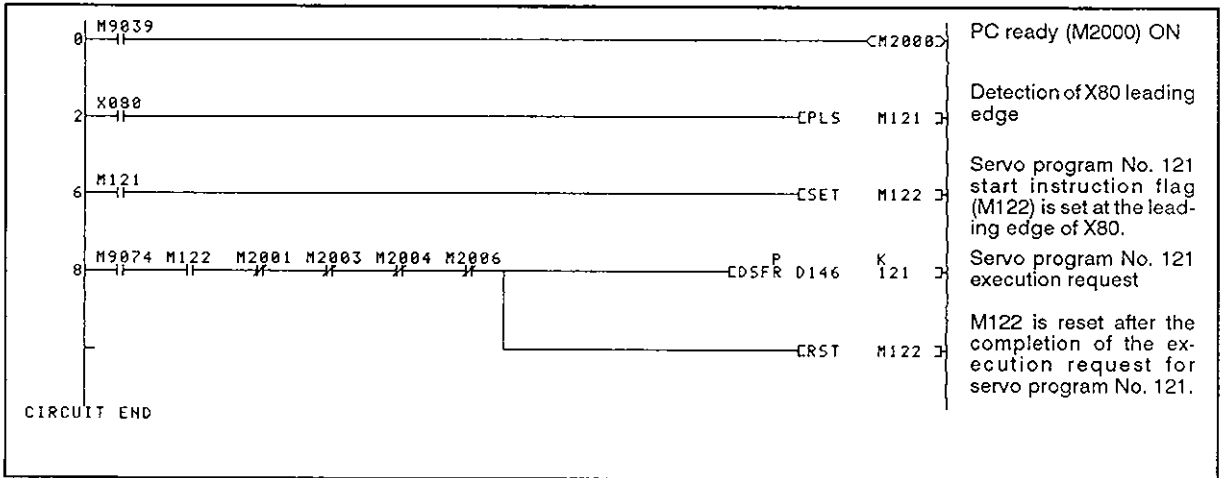 0 M9039 <M2000> PC ready (M2000) ON
2 X080 [PLS M121 ] Detection of X80 leading
edge
6 M121 [SET M122 ] Servo program No. 121
start instruction flag
(M122) is set at the lead-
ing edge of X80.
8 M9074 M122 M2001 M2003 M2004 M2006 [DSFRP D146 K121 ] Servo program No. 121
execution request
[RST M122 ] M122 is reset after the
completion of the ex-
ecution request for
servo program No. 121.
CIRCUIT END